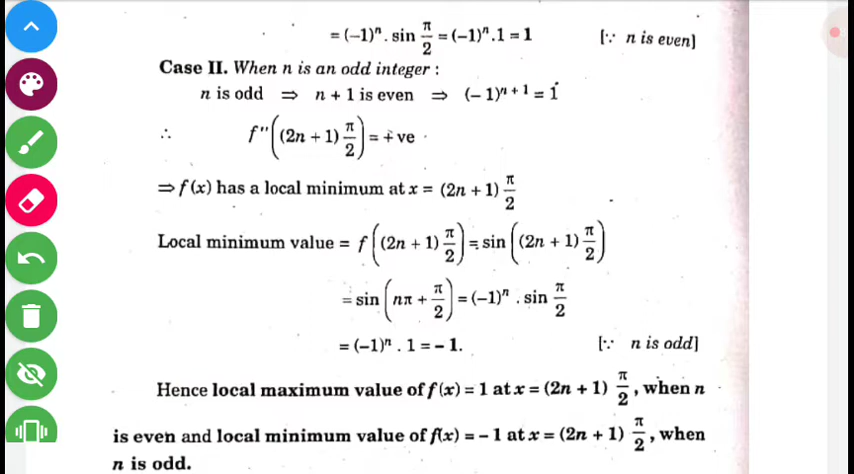 = (–1)ⁿ . sin π/2 = (–1)ⁿ.1 = 1 [∵ n is even]
Case II. When n is an odd integer :
n is odd ⇒ n + 1 is even ⇒ (– 1)ⁿ⁺¹ = 1
∴ f''((2n + 1) π/2) = + ve
⇒ f (x) has a local minimum at x = (2n + 1) π/2
Local minimum value = f((2n + 1) π/2) = sin((2n + 1) π/2)
= sin(nπ + π/2) = (–1)ⁿ . sin π/2
= (–1)ⁿ . 1 = – 1. [∵ n is odd]
Hence local maximum value of f (x) = 1 at x = (2n + 1) π/2, when n
is even and local minimum value of f(x) = – 1 at x = (2n + 1) π/2, when
n is odd.